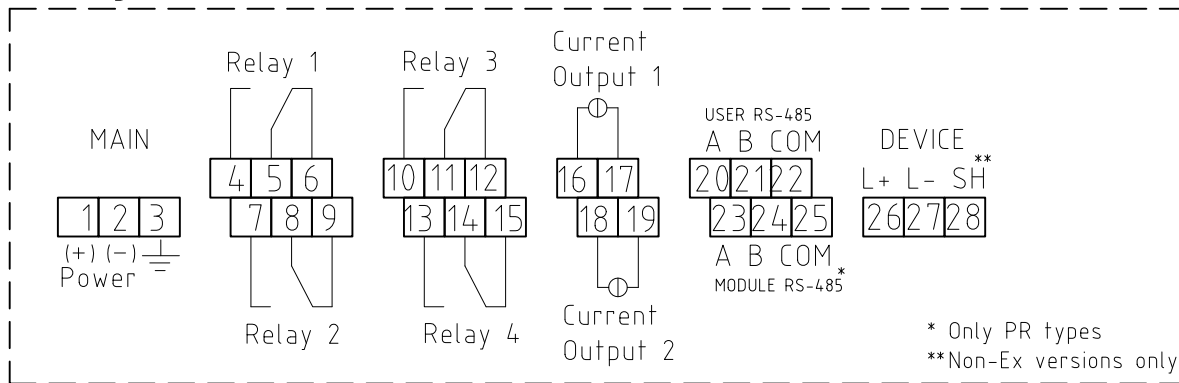 Relay 1
Relay 3
Current
Output 1
MAIN
USER RS-485
A B COM
DEVICE
L+ L- SH**
4 5 6
10 11 12
16 17
20 21 22
1 2 3
7 8 9
13 14 15
18 19
23 24 25
26 27 28
(+) (-)
Power
A B COM
MODULE RS-485*
Relay 2
Relay 4
Current
Output 2
* Only PR types
**Non-Ex versions only